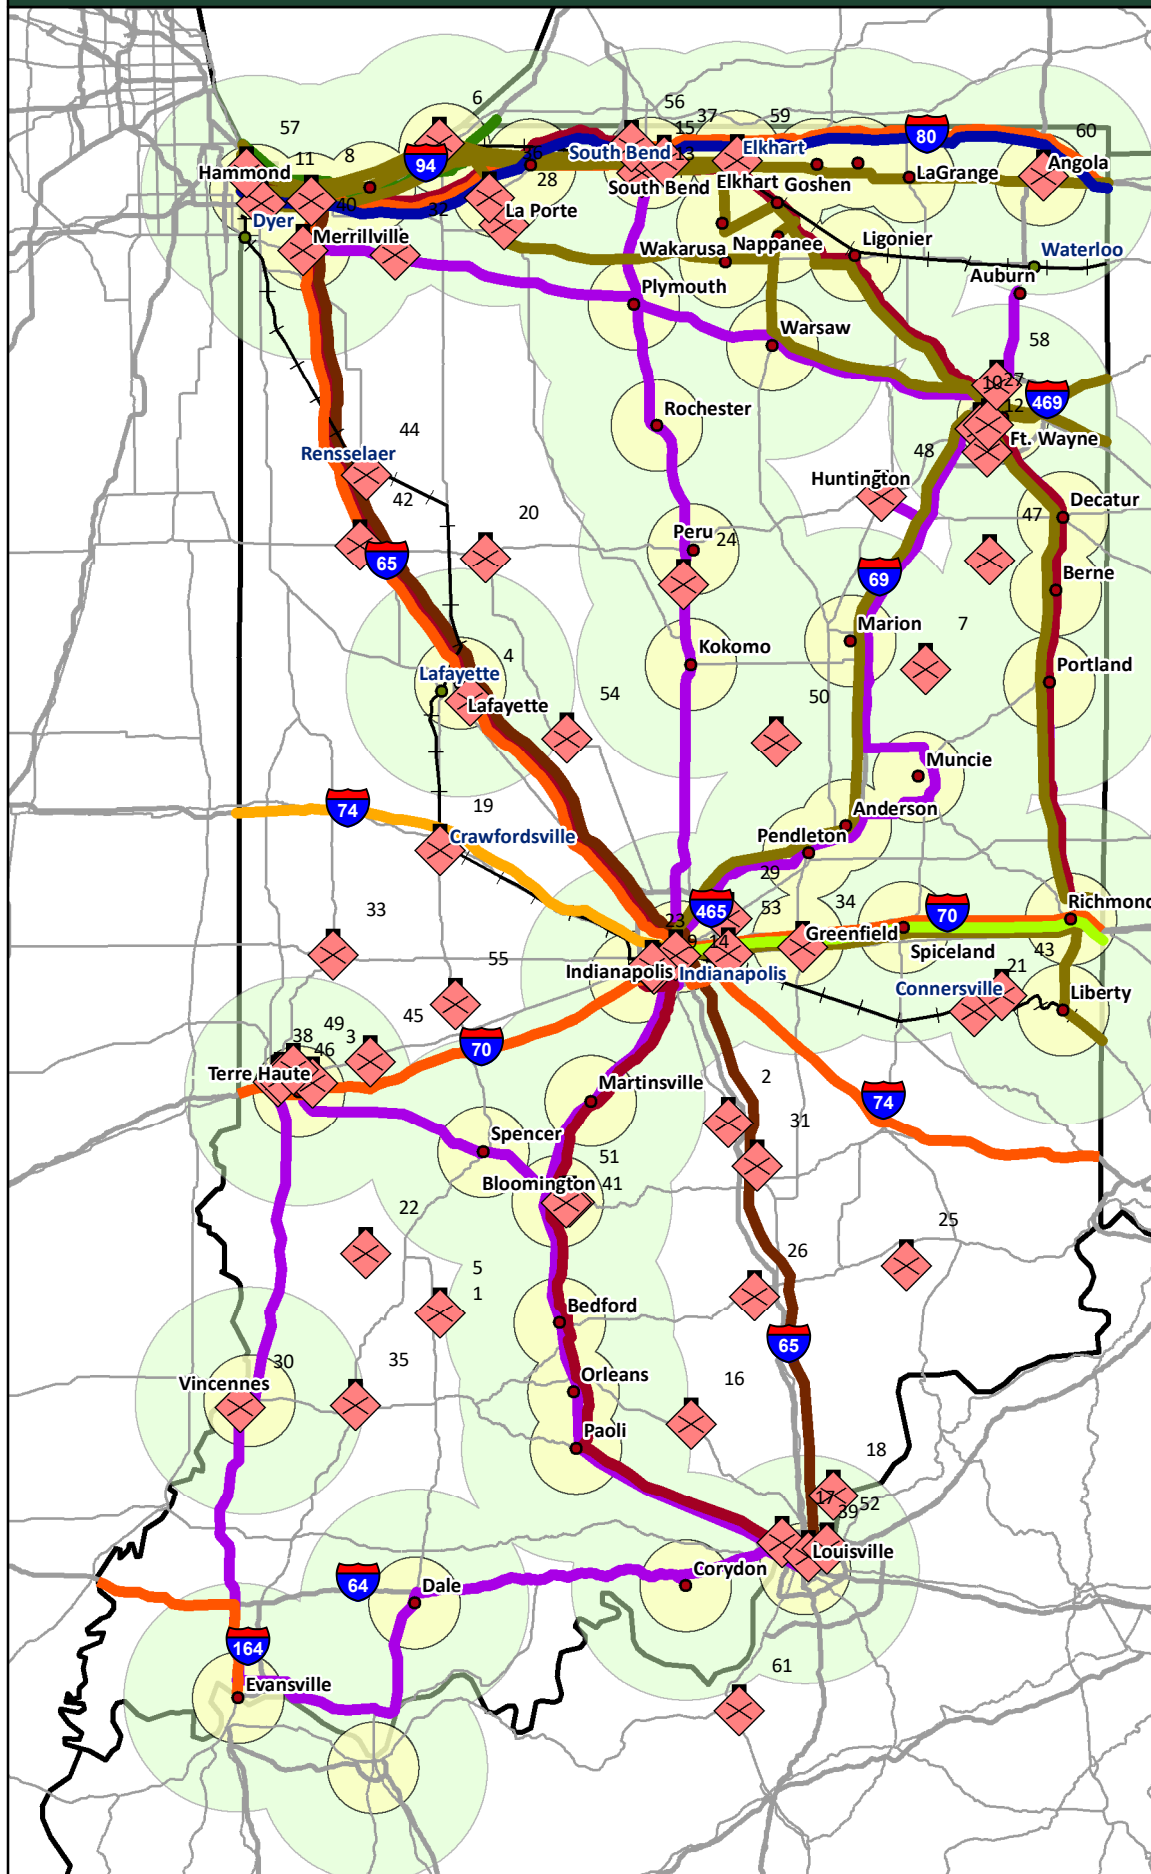 6
56
37
59
57
15
80
60
11
8
94
36
South Bend
Elkhart
13
Angola
Hammond
28
South Bend
Elkhart
Goshen
LaGrange
40
32
La Porte
Dyer
Merrillville
Wakarusa
Nappanee
Ligonier
Waterloo
Auburn
Plymouth
Warsaw
58
10
27
469
12
Rochester
44
48
Ft. Wayne
Rensselaer
Huntington
42
20
47
Decatur
Peru
24
65
69
Berne
Marion
7
Kokomo
4
Portland
Lafayette
Lafayette
54
50
Muncie
74
19
Anderson
Crawfordsville
Pendleton
29
33
23
465
53
34
70
Richmond
9
14
Greenfield
Spiceland
43
55
Indianapolis
Indianapolis
21
Connersville
Liberty
45
49
38
3
46
70
Terre Haute
Martinsville
2
74
31
Spencer
51
Bloomington
41
22
25
26
5
1
Bedford
65
30
35
Orleans
16
Vincennes
Paoli
18
17
52
39
Louisville
64
Dale
Corydon
164
61
Evansville